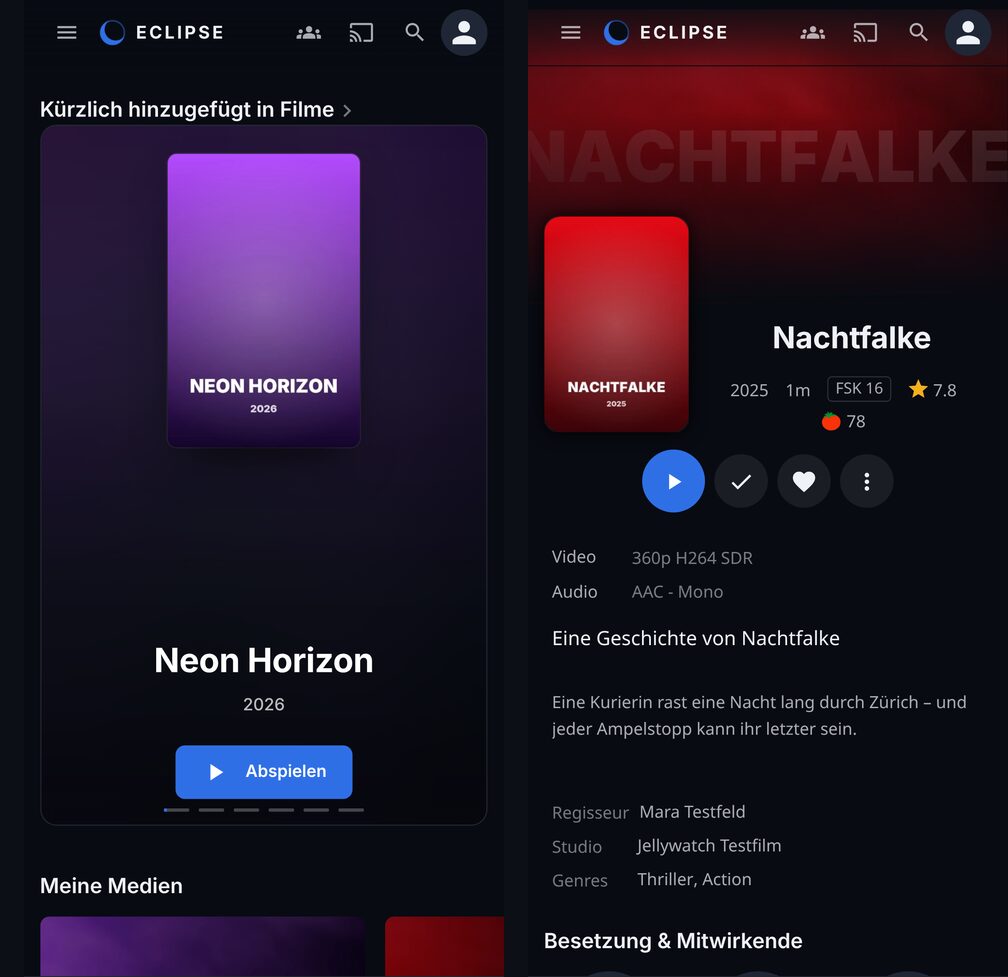 ECLIPSE
Kürzlich hinzugefügt in Filme
NEON HORIZON
2026
Neon Horizon
2026
Abspielen
Meine Medien
ECLIPSE
NACHTFALKE
NACHTFALKE
2025
Nachtfalke
2025 1m FSK 16 7.8
78
Video 360p H264 SDR
Audio AAC - Mono
Eine Geschichte von Nachtfalke
Eine Kurierin rast eine Nacht lang durch Zürich – und
jeder Ampelstopp kann ihr letzter sein.
Regisseur Mara Testfeld
Studio Jellywatch Testfilm
Genres Thriller, Action
Besetzung & Mitwirkende